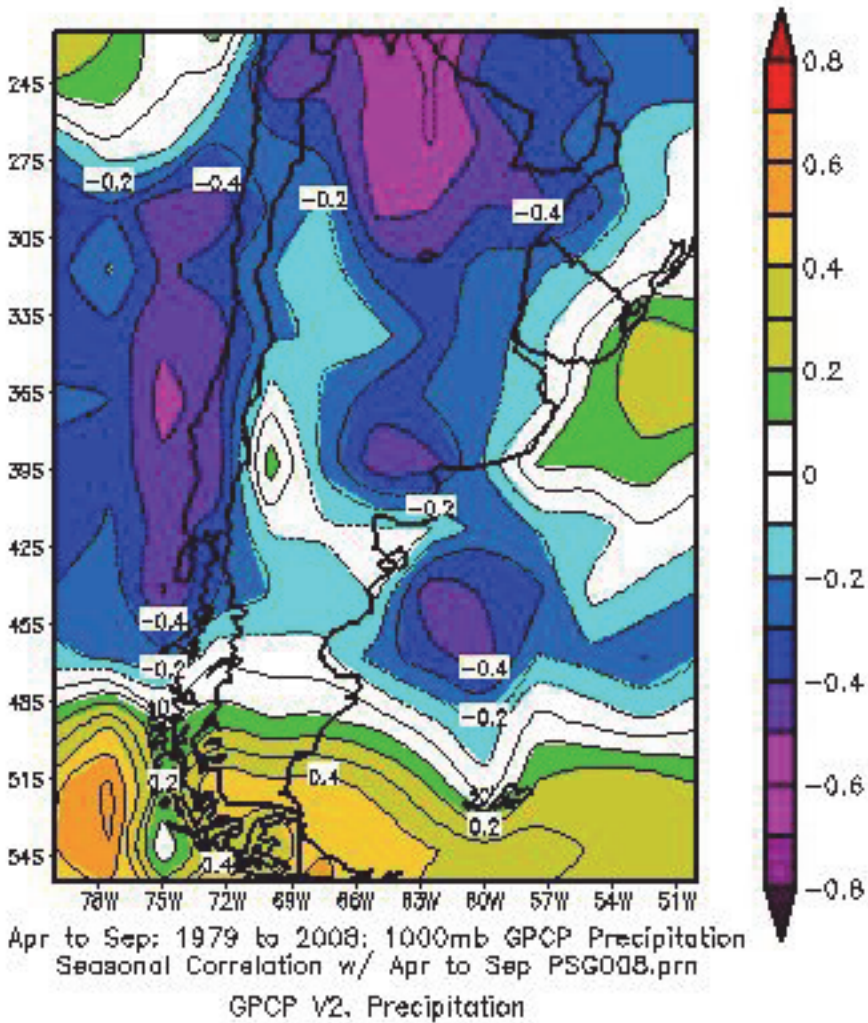 24S
27S
30S
33S
36S
39S
42S
45S
48S
51S
54S
-0.2
-0.4
-0.2
-0.4
-0.2
-0.4
-0.2
-0.4
-0.2
0.2
0.4
0.2
0.4
0.8
0.6
0.4
0.2
0
-0.2
-0.4
-0.6
-0.8
78W 75W 72W 69W 66W 63W 60W 57W 54W 51W
Apr to Sep: 1979 to 2008: 1000mb GPCP Precipitation
Seasonal Correlation w/ Apr to Sep PSG008.prn
GPCP V2. Precipitation